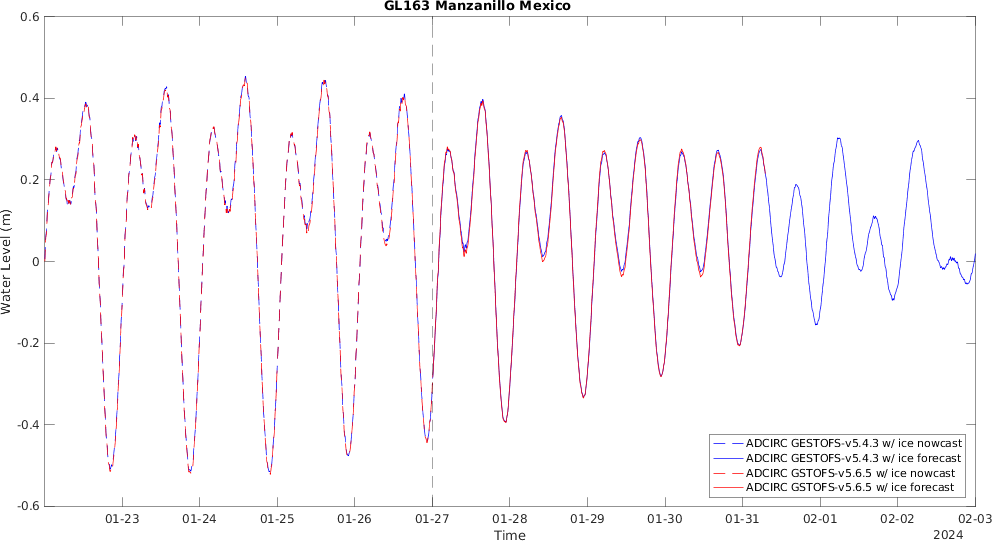 GL163 Manzanillo Mexico
0.6
0.4
0.2
0
-0.2
-0.4
-0.6
Water Level (m)
ADCIRC GESTOFS-v5.4.3 w/ ice nowcast
ADCIRC GESTOFS-v5.4.3 w/ ice forecast
ADCIRC GSTOFS-v5.6.5 w/ ice nowcast
ADCIRC GSTOFS-v5.6.5 w/ ice forecast
01-23 01-24 01-25 01-26 01-27 01-28 01-29 01-30 01-31 02-01 02-02 02-03
Time
2024